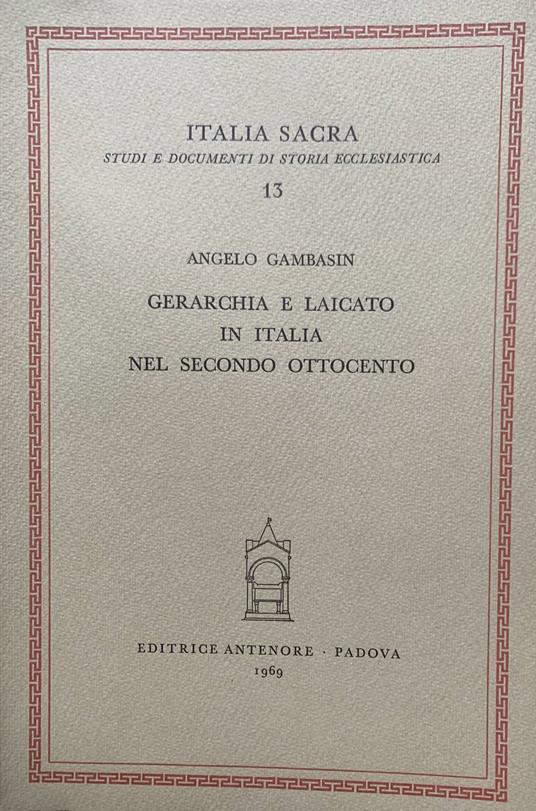 ITALIA SACRA
STUDI E DOCUMENTI DI STORIA ECCLESIASTICA
13
ANGELO GAMBASIN
GERARCHIA E LAICATO
IN ITALIA
NEL SECONDO OTTOCENTO
EDITRICE ANTENORE · PADOVA
1969